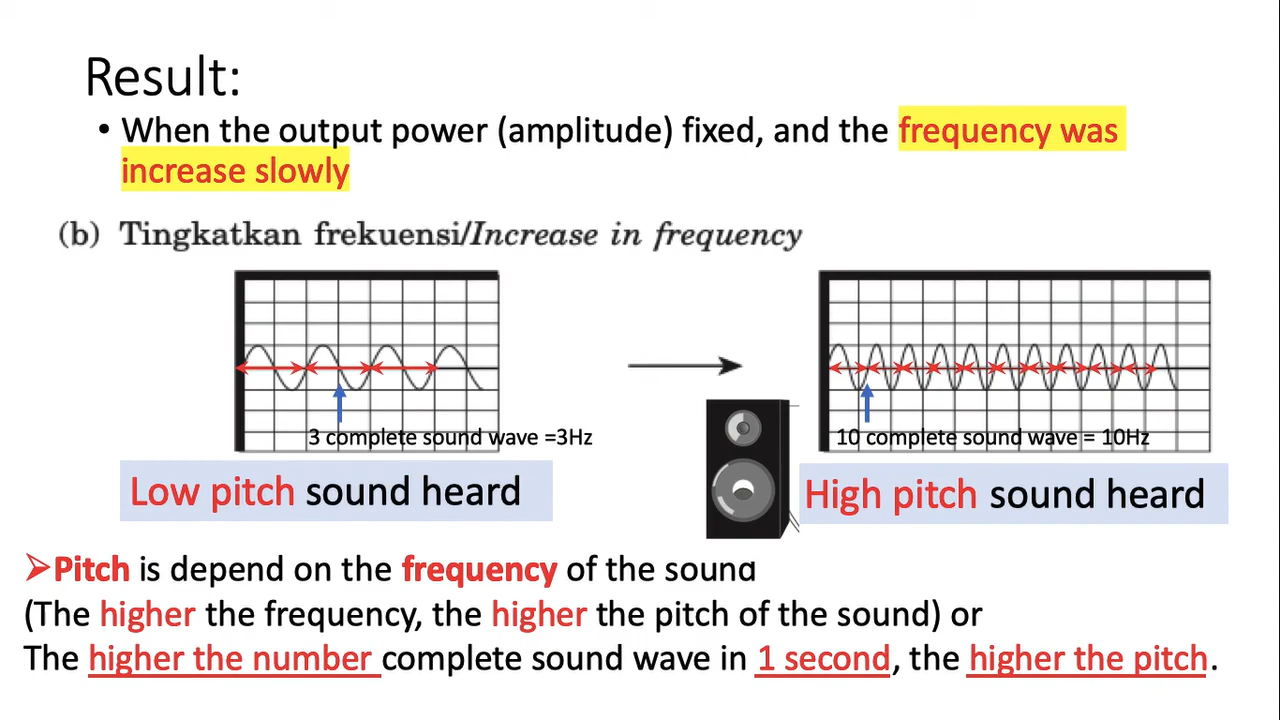 Result:
• When the output power (amplitude) fixed, and the frequency was
increase slowly
(b) Tingkatkan frekuensi/Increase in frequency
3 complete sound wave =3Hz
10 complete sound wave = 10Hz
Low pitch sound heard
High pitch sound heard
➢Pitch is depend on the frequency of the sound
(The higher the frequency, the higher the pitch of the sound) or
The higher the number complete sound wave in 1 second, the higher the pitch.